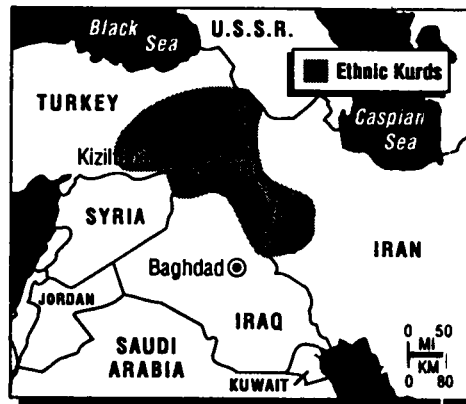 Black
Sea
U.S.S.R.
Ethnic Kurds
TURKEY
Caspian
Sea
SYRIA
IRAN
Baghdad
JORDAN
IRAQ
SAUDI
ARABIA
KUWAIT
0 50
MI
KM
0 80